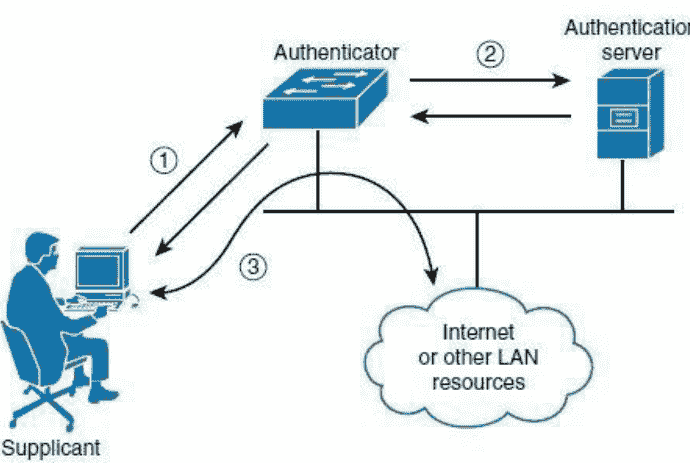 Authentication
server
Authenticator
②
①
③
Internet
or other LAN
resources
Supplicant